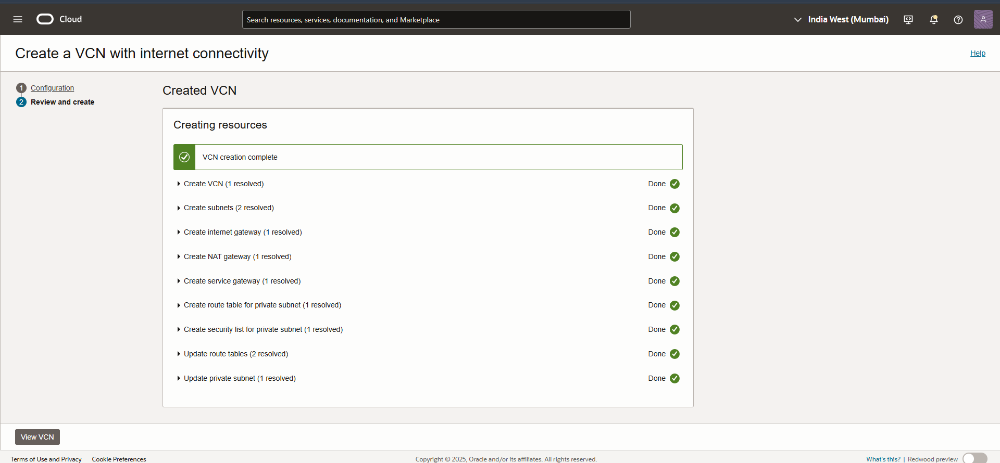 Cloud
Search resources, services, documentation, and Marketplace
India West (Mumbai)
Create a VCN with internet connectivity
Help
1 Configuration
2 Review and create
Created VCN
Creating resources
VCN creation complete
Create VCN (1 resolved) Done
Create subnets (2 resolved) Done
Create internet gateway (1 resolved) Done
Create NAT gateway (1 resolved) Done
Create service gateway (1 resolved) Done
Create route table for private subnet (1 resolved) Done
Create security list for private subnet (1 resolved) Done
Update route tables (2 resolved) Done
Update private subnet (1 resolved) Done
View VCN
Terms of Use and Privacy Cookie Preferences Copyright © 2025, Oracle and/or its affiliates. All rights reserved. What's this? | Redwood preview